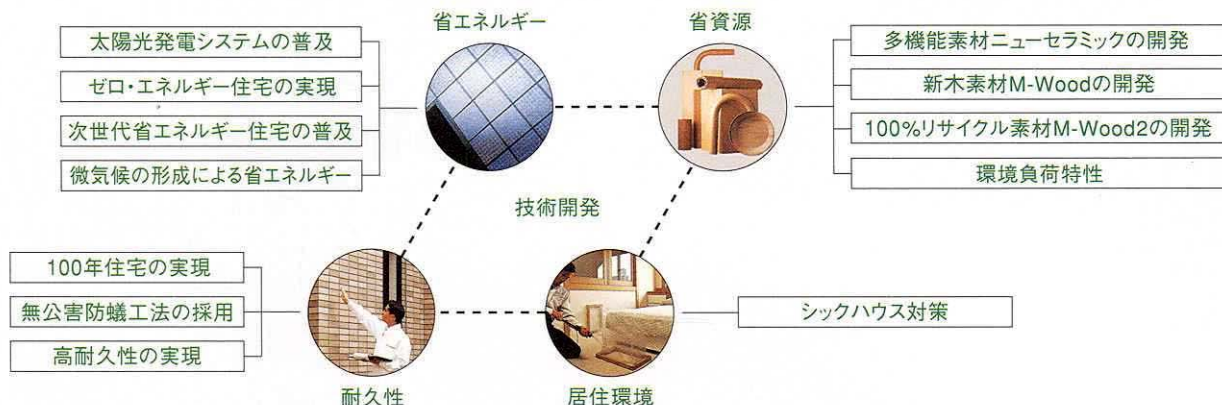 省エネルギー
太陽光発電システムの普及
ゼロ・エネルギー住宅の実現
次世代省エネルギー住宅の普及
微気候の形成による省エネルギー
省資源
多機能素材ニューセラミックの開発
新木素材M-Woodの開発
100%リサイクル素材M-Wood2の開発
環境負荷特性
技術開発
100年住宅の実現
無公害防蟻工法の採用
高耐久性の実現
耐久性
シックハウス対策
居住環境